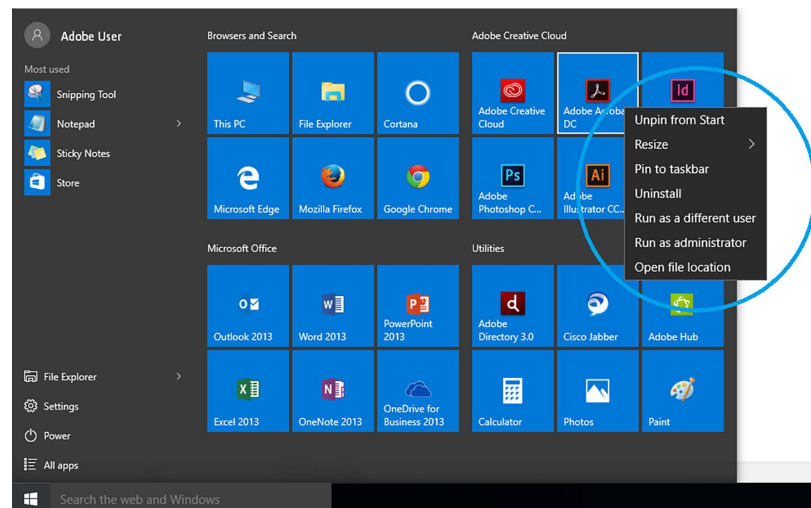 Adobe User
Most used
Snipping Tool
Notepad
Sticky Notes
Store
File Explorer
Settings
Power
All apps
Search the web and Windows
Browsers and Search
This PC
File Explorer
Cortana
Microsoft Edge
Mozilla Firefox
Google Chrome
Microsoft Office
Outlook 2013
Word 2013
PowerPoint
2013
Excel 2013
OneNote 2013
OneDrive for
Business 2013
Adobe Creative Cloud
Adobe Creative
Cloud
Adobe Acroba
DC
Id
Ps
Adobe
Photoshop C...
Ai
Adobe
Illustrator CC...
Unpin from Start
Resize
Pin to taskbar
Uninstall
Run as a different user
Run as administrator
Open file location
Utilities
Adobe
Directory 3.0
Cisco Jabber
Adobe Hub
Calculator
Photos
Paint